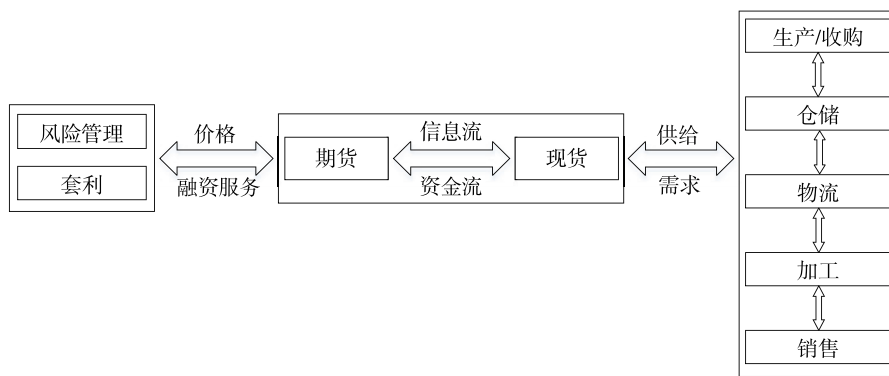 风险管理
套利
价格
融资服务
期货
信息流
资金流
现货
供给
需求
生产/收购
仓储
物流
加工
销售